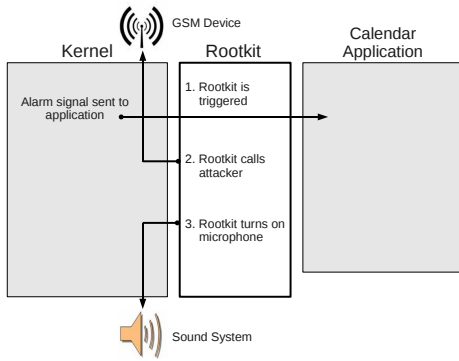 GSM Device
Calendar
Application
Kernel
Rootkit
Alarm signal sent to
application
1. Rootkit is
triggered
2. Rootkit calls
attacker
3. Rootkit turns on
microphone
Sound System